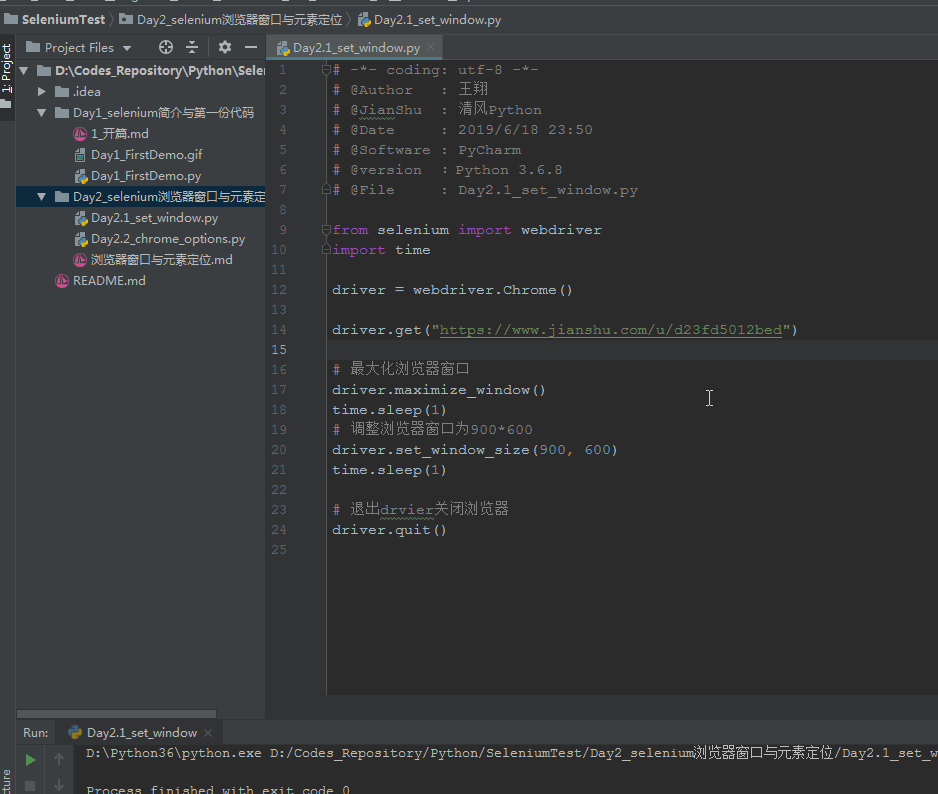 SeleniumTest Day2_selenium浏览器窗口与元素定位 Day2.1_set_window.py
1: Project
Project Files
D:\Codes_Repository\Python\Sele
.idea
Day1_selenium简介与第一份代码
1_开篇.md
Day1_FirstDemo.gif
Day1_FirstDemo.py
Day2_selenium浏览器窗口与元素定
Day2.1_set_window.py
Day2.2_chrome_options.py
浏览器窗口与元素定位.md
README.md
Day2.1_set_window.py
1 # -*- coding: utf-8 -*-
2 # @Author : 王翔
3 # @JianShu : 清风Python
4 # @Date : 2019/6/18 23:50
5 # @Software : PyCharm
6 # @version : Python 3.6.8
7 # @File : Day2.1_set_window.py
8
9 from selenium import webdriver
10 import time
11
12 driver = webdriver.Chrome()
13
14 driver.get("https://www.jianshu.com/u/d23fd5012bed")
15
16 # 最大化浏览器窗口
17 driver.maximize_window()
18 time.sleep(1)
19 # 调整浏览器窗口为900*600
20 driver.set_window_size(900, 600)
21 time.sleep(1)
22
23 # 退出drvier关闭浏览器
24 driver.quit()
25
Run: Day2.1_set_window
D:\Python36\python.exe D:/Codes_Repository/Python/SeleniumTest/Day2_selenium浏览器窗口与元素定位/Day2.1_set_w
Process finished with exit code 0